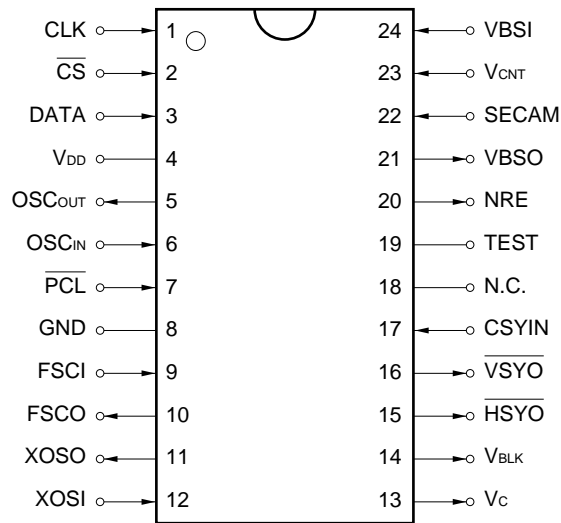 CLK 1 24 VBSI
CS 2 23 VCNT
DATA 3 22 SECAM
VDD 4 21 VBSO
OSCOUT 5 20 NRE
OSCIN 6 19 TEST
PCL 7 18 N.C.
GND 8 17 CSYIN
FSCI 9 16 VSYO
FSCO 10 15 HSYO
XOSO 11 14 VBLK
XOSI 12 13 VC